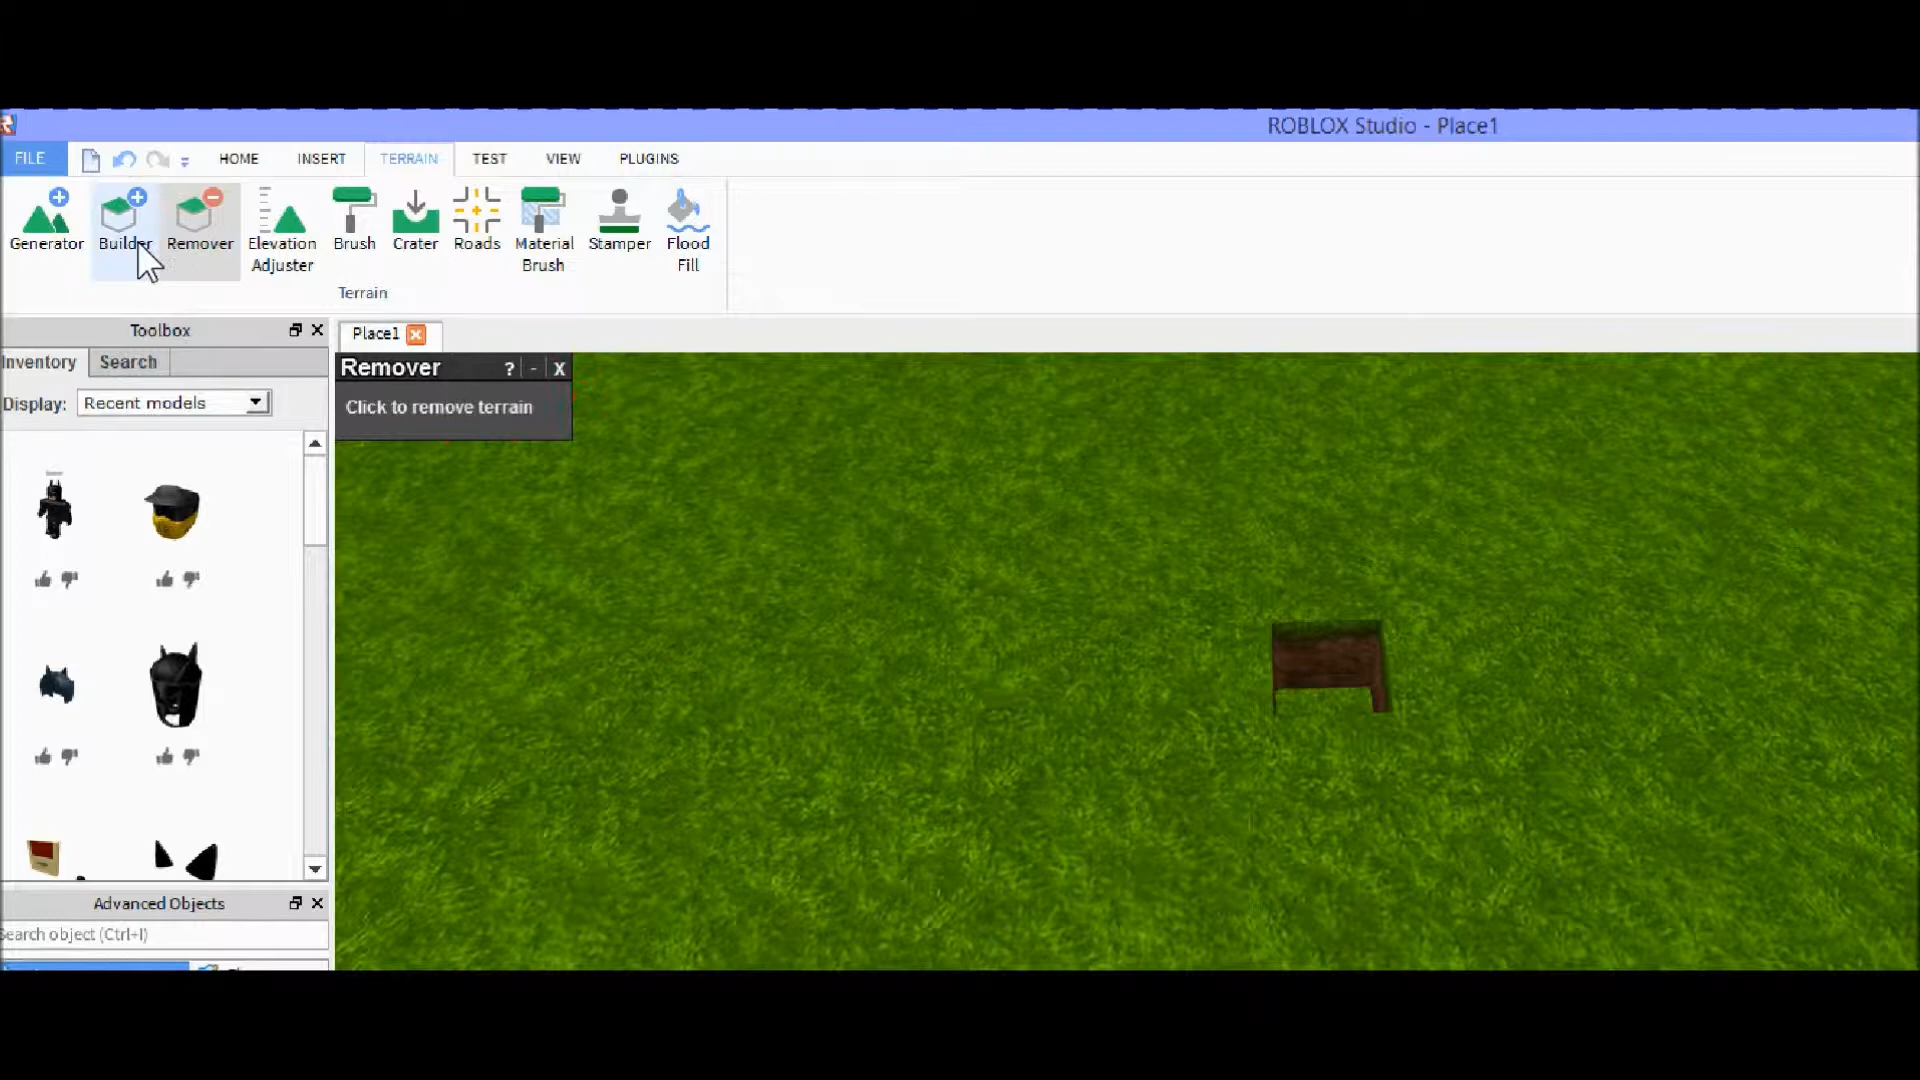 ROBLOX Studio - Place1
FILE HOME INSERT TERRAIN TEST VIEW PLUGINS
Generator Builder Remover Elevation Adjuster Brush Crater Roads Material Brush Stamper Flood Fill
Terrain
Toolbox
Inventory Search
Display: Recent models
Place1
Remover ? - X
Click to remove terrain
Advanced Objects
Search object (Ctrl+I)